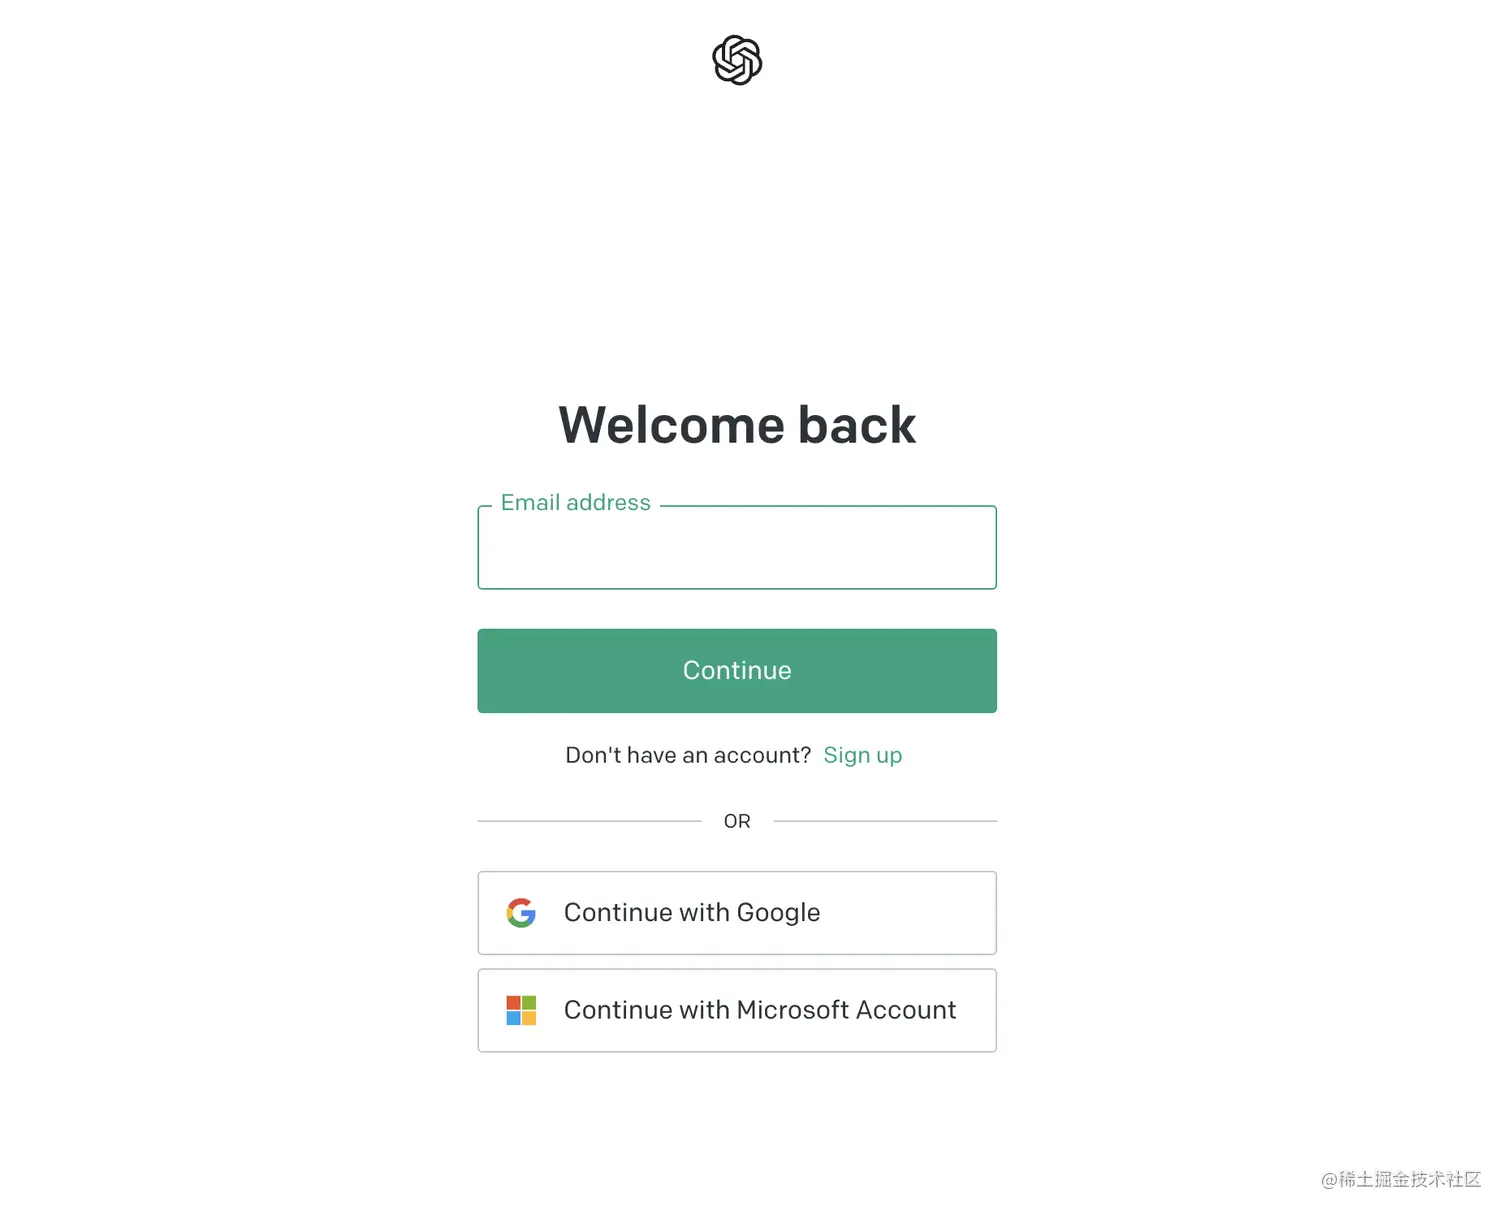 Welcome back
Email address
Continue
Don't have an account? Sign up
OR
Continue with Google
Continue with Microsoft Account
@稀土掘金技术社区